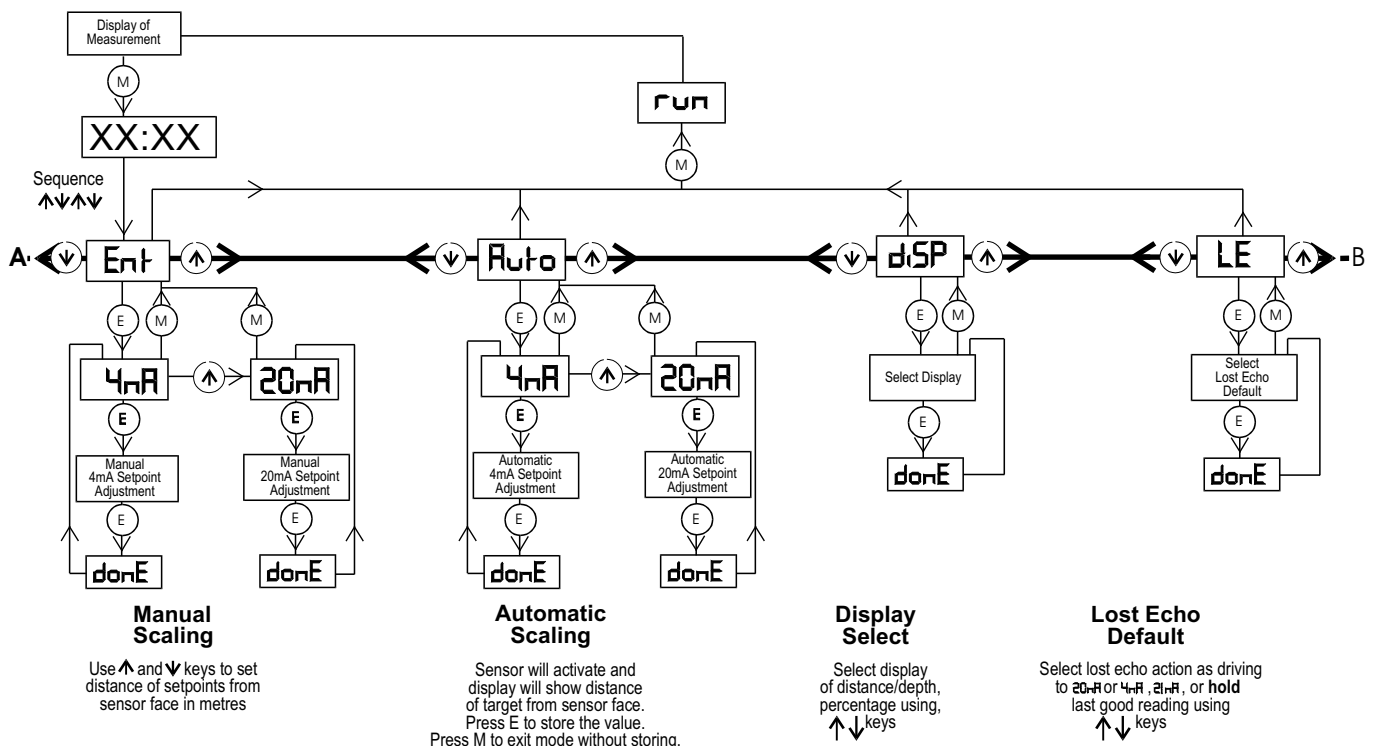 Display of
Measurement
M
XX:XX
run
M
Sequence
↑↓↑↓
A
Ent
Auto
diSP
LE
B
E
M
M
E
M
M
E
M
E
M
4mA
20mA
4mA
20mA
Select Display
Select
Lost Echo
Default
E
E
E
E
E
E
Manual
4mA Setpoint
Adjustment
Manual
20mA Setpoint
Adjustment
Automatic
4mA Setpoint
Adjustment
Automatic
20mA Setpoint
Adjustment
donE
donE
E
E
E
E
donE
donE
donE
donE
Manual
Scaling
Automatic
Scaling
Display
Select
Lost Echo
Default
Use ↑ and ↓ keys to set
distance of setpoints from
sensor face in metres
Sensor will activate and
display will show distance
of target from sensor face.
Press E to store the value.
Press M to exit mode without storing.
Select display
of distance/depth,
percentage using,
↑↓ keys
Select lost echo action as driving
to 20mA or 4mA, 21mA, or hold
last good reading using
↑↓ keys